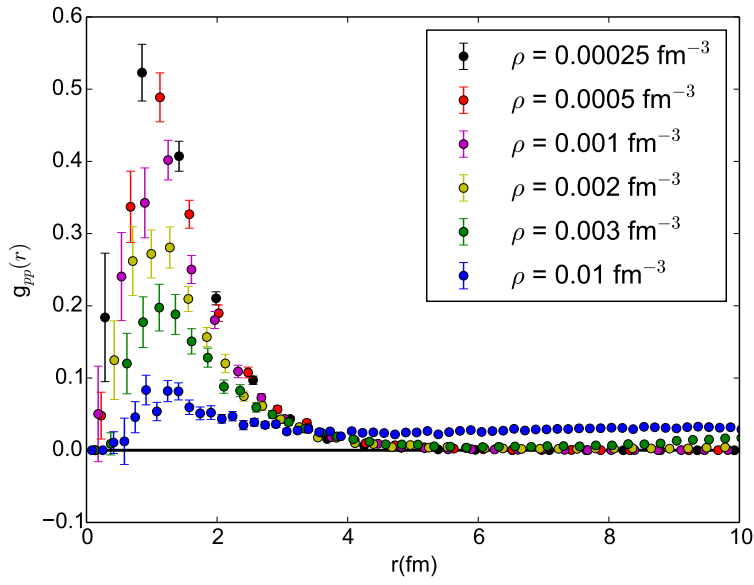 0.6
0.5
0.4
0.3
0.2
0.1
0.0
−0.1
g_pp(r)
0
2
4
6
8
10
r(fm)
ρ = 0.00025 fm⁻³
ρ = 0.0005 fm⁻³
ρ = 0.001 fm⁻³
ρ = 0.002 fm⁻³
ρ = 0.003 fm⁻³
ρ = 0.01 fm⁻³